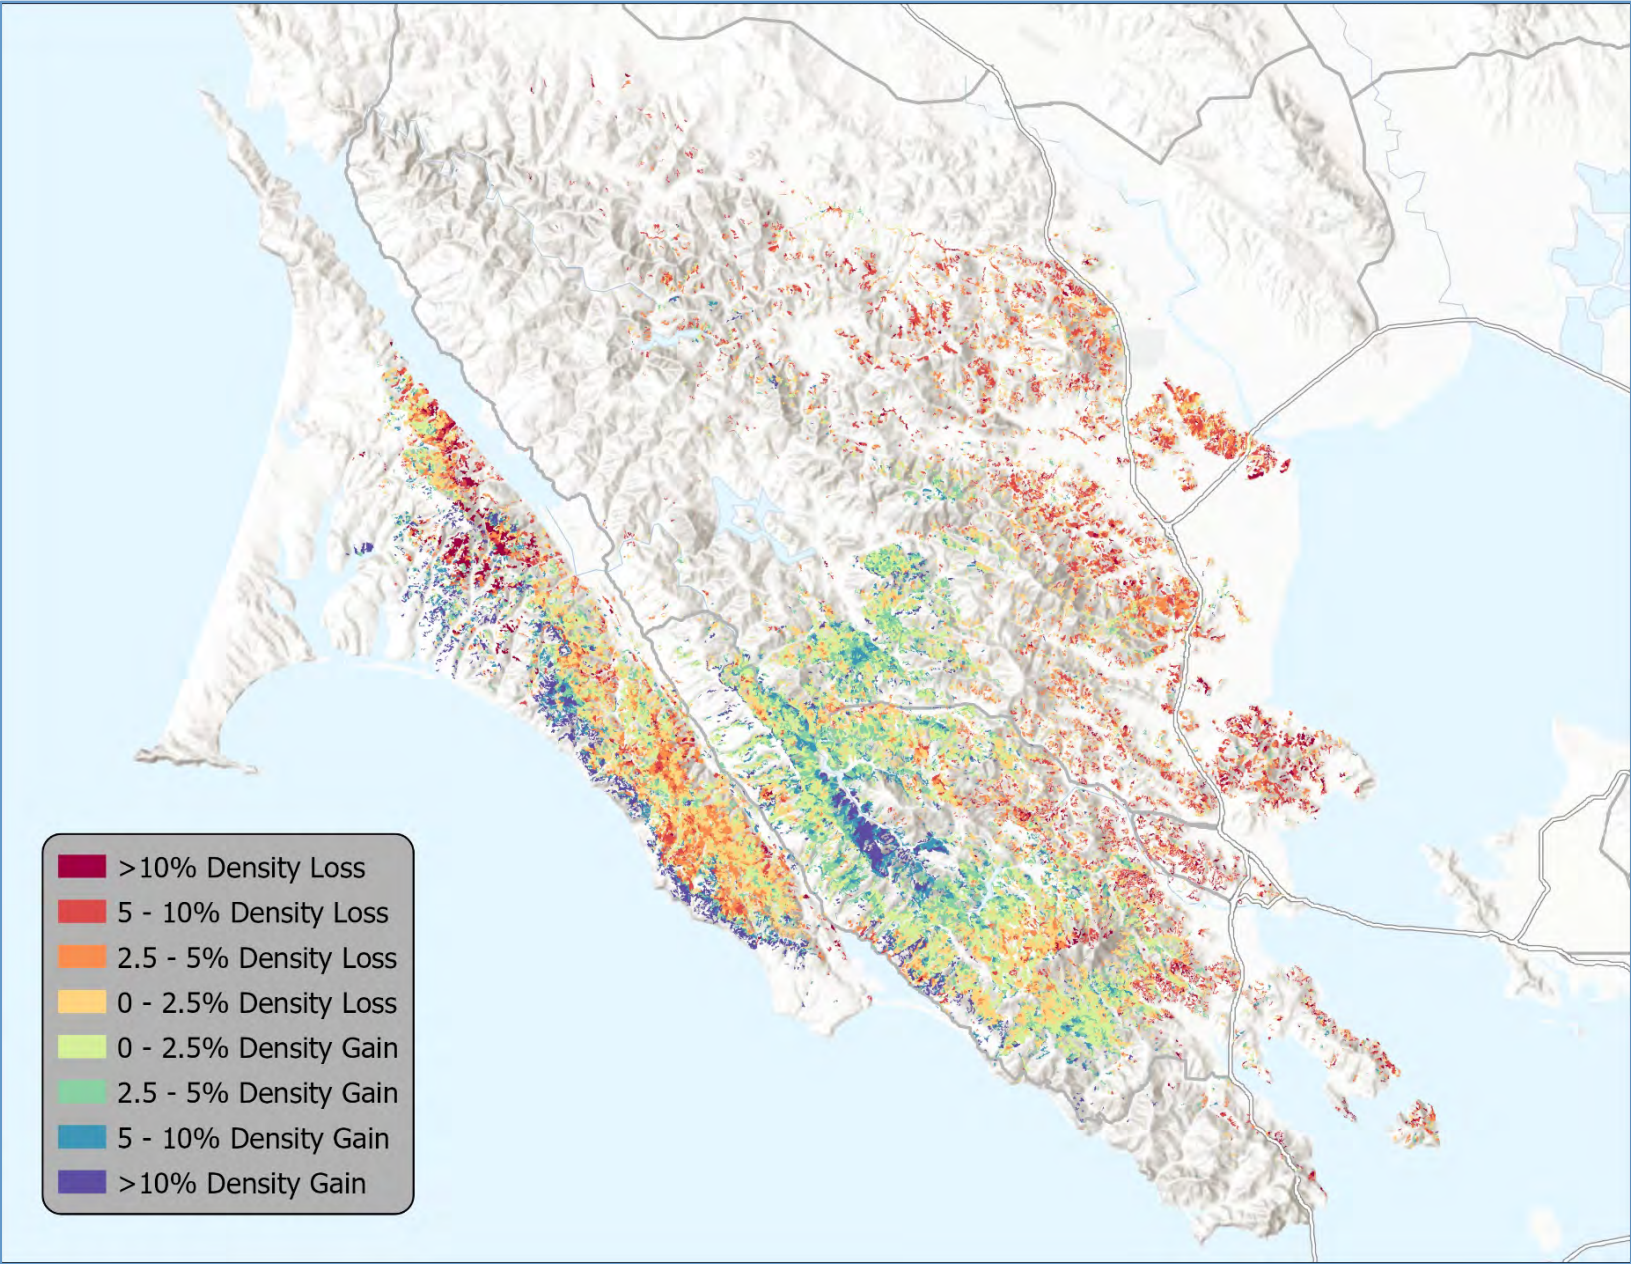 >10% Density Loss
5 - 10% Density Loss
2.5 - 5% Density Loss
0 - 2.5% Density Loss
0 - 2.5% Density Gain
2.5 - 5% Density Gain
5 - 10% Density Gain
>10% Density Gain